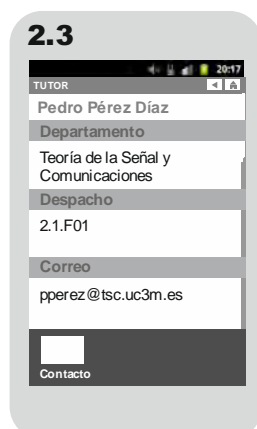 2.3
20:17
TUTOR
Pedro Pérez Díaz
Departamento
Teoría de la Señal y
Comunicaciones
Despacho
2.1.F01
Correo
pperez@tsc.uc3m.es
Contacto